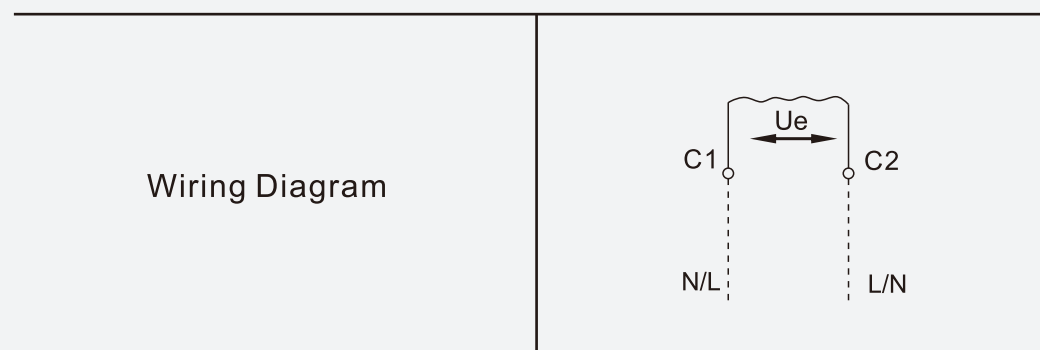 Wiring Diagram
Ue
C1
C2
N/L
L/N